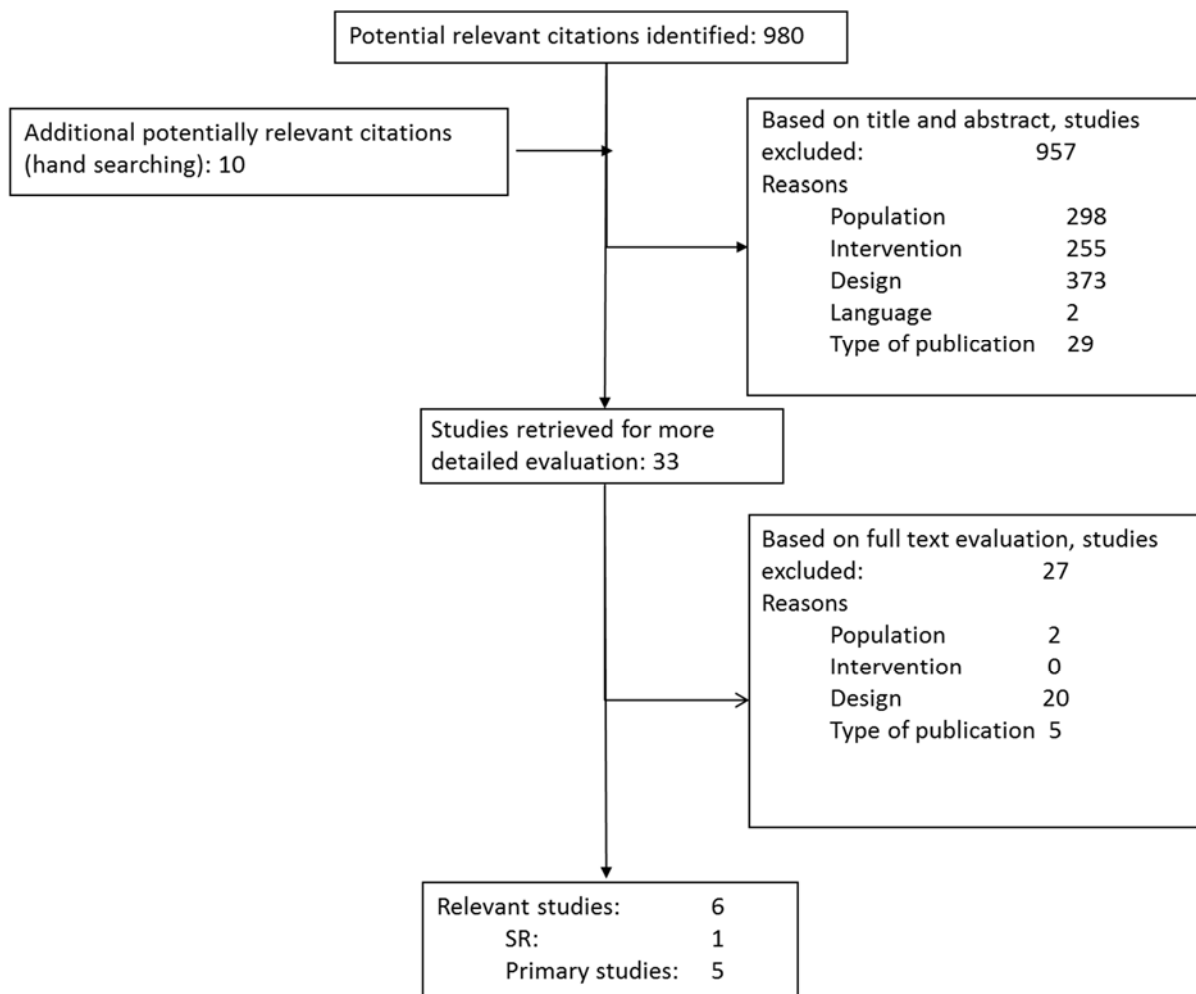 Potential relevant citations identified: 980
Additional potentially relevant citations
(hand searching): 10
Based on title and abstract, studies
excluded: 957
Reasons
Population 298
Intervention 255
Design 373
Language 2
Type of publication 29
Studies retrieved for more
detailed evaluation: 33
Based on full text evaluation, studies
excluded: 27
Reasons
Population 2
Intervention 0
Design 20
Type of publication 5
Relevant studies: 6
SR: 1
Primary studies: 5